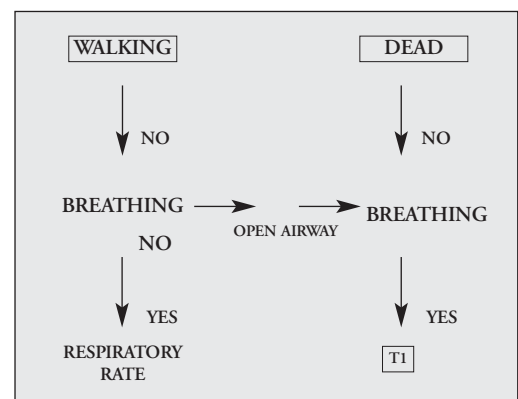 WALKING
DEAD
NO
NO
BREATHING
OPEN AIRWAY
BREATHING
NO
YES
YES
RESPIRATORY
RATE
T1